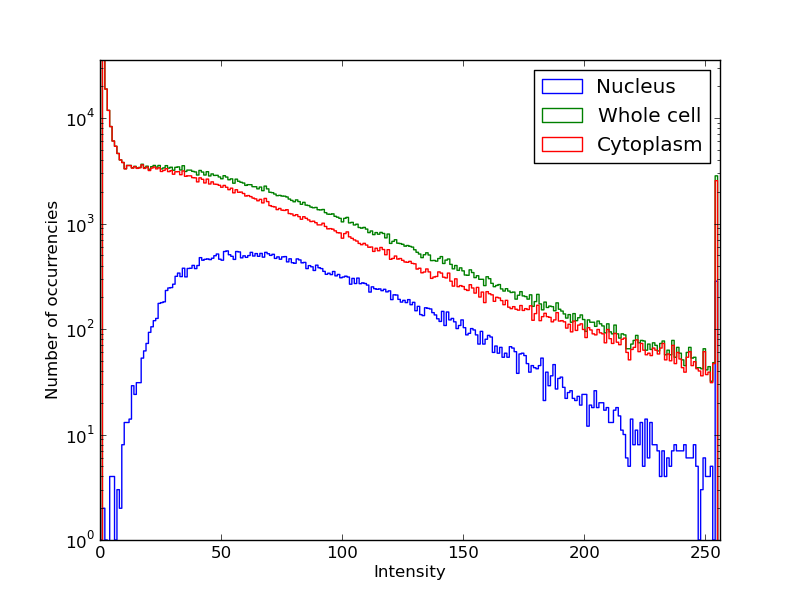 Nucleus
Whole cell
Cytoplasm
Number of occurrencies
10^4
10^3
10^2
10^1
10^0
0 50 100 150 200 250
Intensity